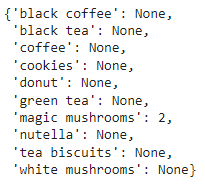 {'black coffee': None,
'black tea': None,
'coffee': None,
'cookies': None,
'donut': None,
'green tea': None,
'magic mushrooms': 2,
'nutella': None,
'tea biscuits': None,
'white mushrooms': None}